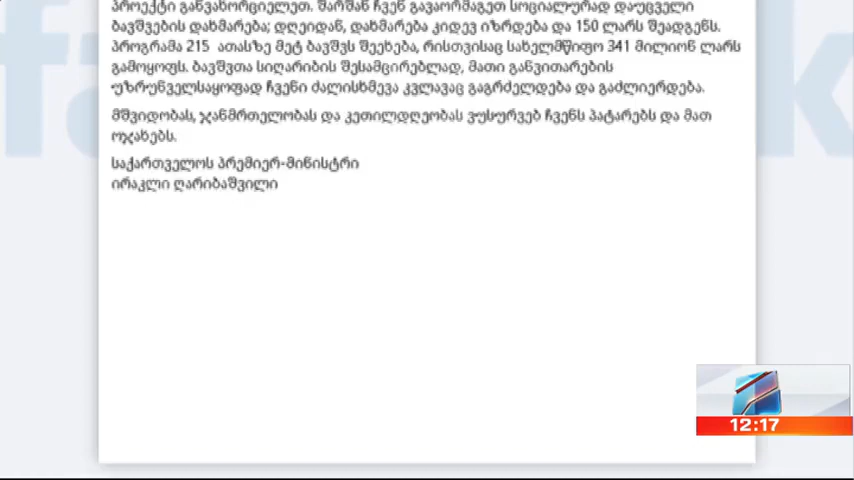 პროექტი განვახორციელეთ. შარშან ჩვენ გავაორმაგეთ სოციალურად დაუცველი
ბავშვების დახმარება; დღეიდან, დახმარება კიდევ იზრდება და 150 ლარს შეადგენს.
პროგრამა 215 ათასზე მეტ ბავშვს შეეხება, რისთვისაც სახელმწიფო 341 მილიონ ლარს
გამოყოფს. ბავშვთა სიღარიბის შესამცირებლად, მათი განვითარების
უზრუნველსაყოფად ჩვენი ძალისხმევა კვლავაც გაგრძელდება და გაძლიერდება.
მშვიდობას, ჯანმრთელობას და კეთილდღეობას ვუსურვებ ჩვენს პატარებს და მათ
ოჯახებს.
საქართველოს პრემიერ-მინისტრი
ირაკლი ღარიბაშვილი
12:17